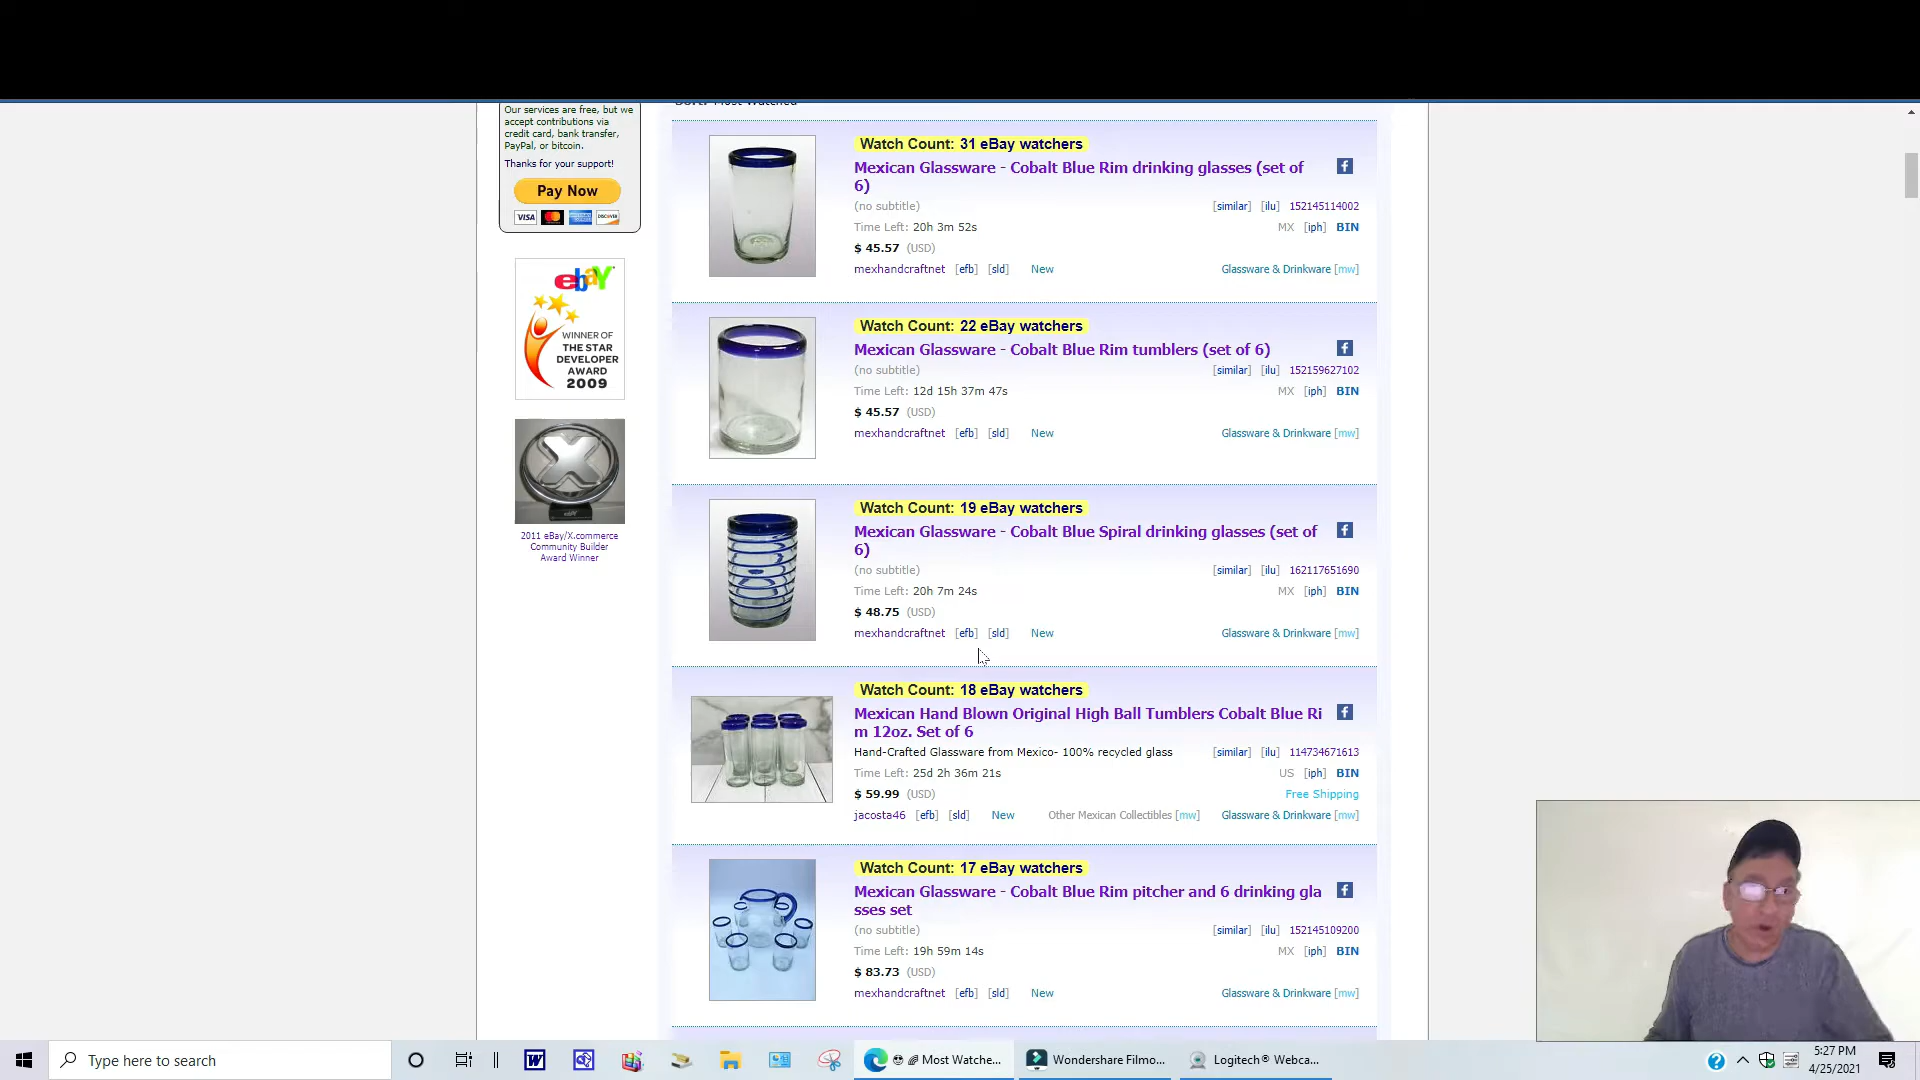 Sort: Most Watched
Our services are free, but we
accept contributions via
credit card, bank transfer,
PayPal, or bitcoin.
Thanks for your support!
Pay Now
VISA
DISCOVER
ebaY
WINNER OF
THE STAR
DEVELOPER
AWARD
2009
2011 eBay/X.commerce
Community Builder
Award Winner
Watch Count: 31 eBay watchers
Mexican Glassware - Cobalt Blue Rim drinking glasses (set of
6)
(no subtitle) [similar] [ilu] 152145114002
Time Left: 20h 3m 52s MX [iph] BIN
$ 45.57 (USD)
mexhandcraftnet [efb] [sld] New Glassware & Drinkware [mw]
Watch Count: 22 eBay watchers
Mexican Glassware - Cobalt Blue Rim tumblers (set of 6)
(no subtitle) [similar] [ilu] 152159627102
Time Left: 12d 15h 37m 47s MX [iph] BIN
$ 45.57 (USD)
mexhandcraftnet [efb] [sld] New Glassware & Drinkware [mw]
Watch Count: 19 eBay watchers
Mexican Glassware - Cobalt Blue Spiral drinking glasses (set of
6)
(no subtitle) [similar] [ilu] 162117651690
Time Left: 20h 7m 24s MX [iph] BIN
$ 48.75 (USD)
mexhandcraftnet [efb] [sld] New Glassware & Drinkware [mw]
Watch Count: 18 eBay watchers
Mexican Hand Blown Original High Ball Tumblers Cobalt Blue Ri
m 12oz. Set of 6
Hand-Crafted Glassware from Mexico- 100% recycled glass [similar] [ilu] 114734671613
Time Left: 25d 2h 36m 21s US [iph] BIN
$ 59.99 (USD) Free Shipping
jacosta46 [efb] [sld] New Other Mexican Collectibles [mw] Glassware & Drinkware [mw]
Watch Count: 17 eBay watchers
Mexican Glassware - Cobalt Blue Rim pitcher and 6 drinking gla
sses set
(no subtitle) [similar] [ilu] 152145109200
Time Left: 19h 59m 14s MX [iph] BIN
$ 83.73 (USD)
mexhandcraftnet [efb] [sld] New Glassware & Drinkware [mw]
Type here to search
Most Watche...
Wondershare Filmo...
Logitech® Webca...
5:27 PM
4/25/2021